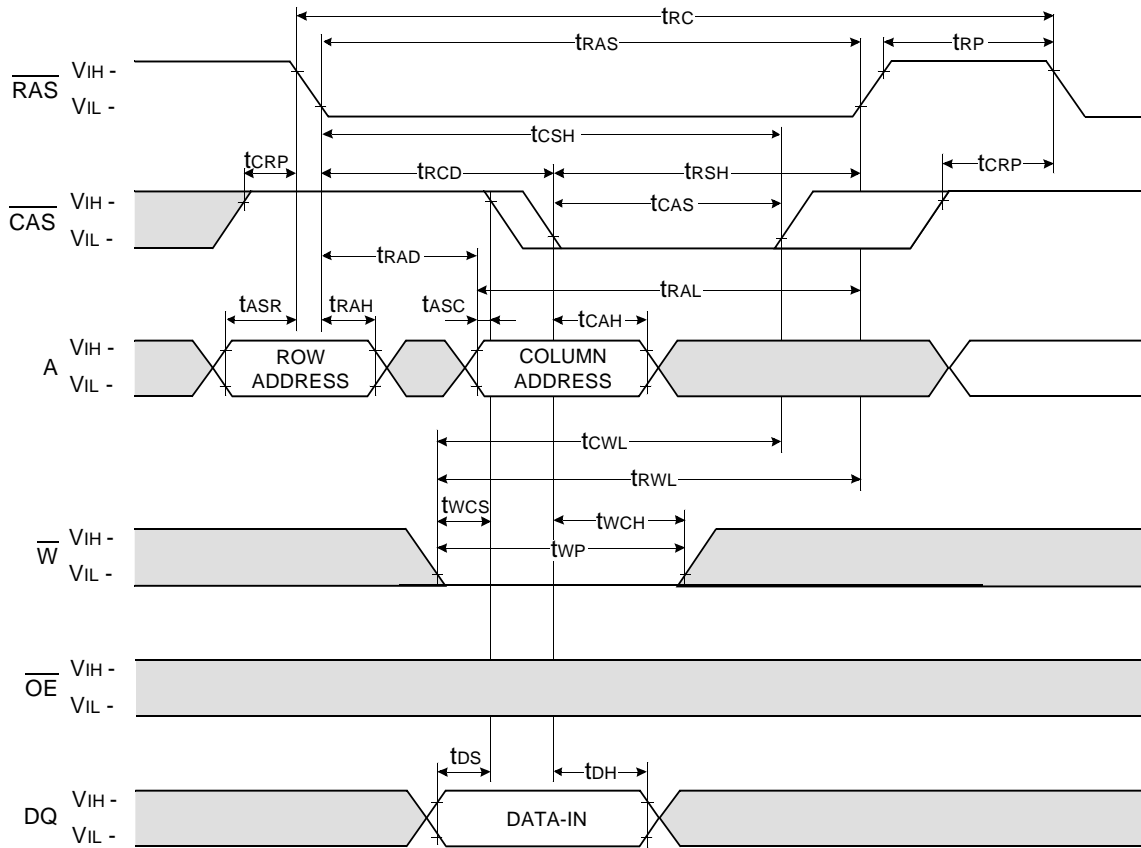 tRC
tRAS
tRP
RAS
VIH -
VIL -
tCSH
tCRP
tRCD
tRSH
tCRP
CAS
VIH -
VIL -
tCAS
tRAD
tRAL
tASR
tRAH
tASC
tCAH
A
VIH -
VIL -
ROW
ADDRESS
COLUMN
ADDRESS
tCWL
tRWL
tWCS
tWCH
W
VIH -
VIL -
tWP
OE
VIH -
VIL -
tDS
tDH
DQ
VIH -
VIL -
DATA-IN